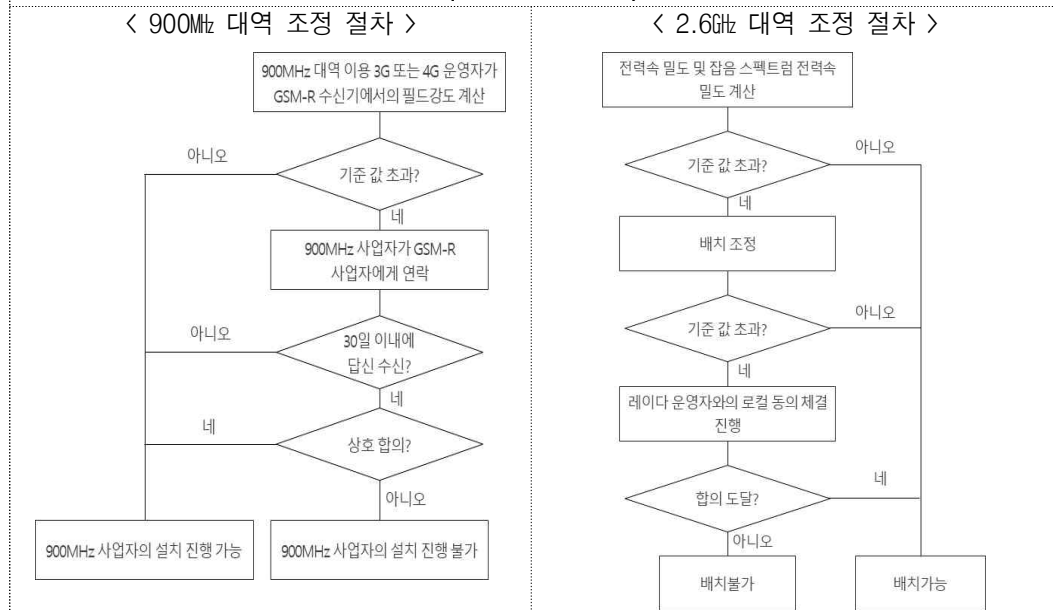 < 900㎒ 대역 조정 절차 >
900MHz 대역 이용 3G 또는 4G 운영자가
GSM-R 수신기에서의 필드강도 계산
아니오
기준 값 초과?
네
900MHz 사업자가 GSM-R
사업자에게 연락
아니오
30일 이내에
답신 수신?
네
네
상호 합의?
아니오
900MHz 사업자의 설치 진행 가능
900MHz 사업자의 설치 진행 불가
< 2.6㎓ 대역 조정 절차 >
전력속 밀도 및 잡음 스펙트럼 전력속
밀도 계산
아니오
기준 값 초과?
네
배치 조정
아니오
기준 값 초과?
네
레이다 운영자와의 로컬 동의 체결
진행
네
합의 도달?
아니오
배치불가
배치가능